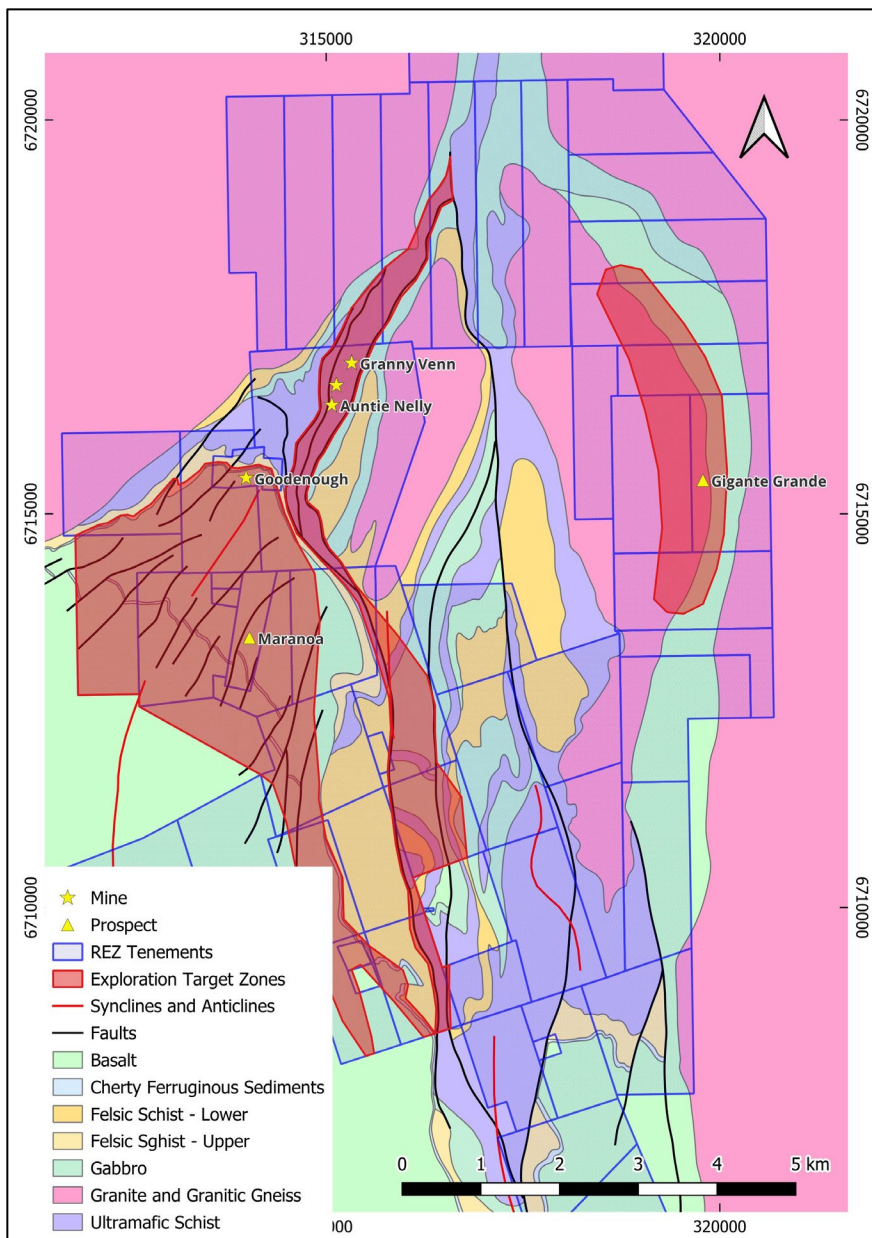 315000
320000
6720000
6720000
Granny Venn
Auntie Nelly
Goodenough
Gigante Grande
6715000
6715000
Maranoa
6710000
6710000
Mine
Prospect
REZ Tenements
Exploration Target Zones
Synclines and Anticlines
Faults
Basalt
Cherty Ferruginous Sediments
Felsic Schist - Lower
Felsic Sghist - Upper
Gabbro
Granite and Granitic Gneiss
Ultramafic Schist
0 1 2 3 4 5 km
000
320000